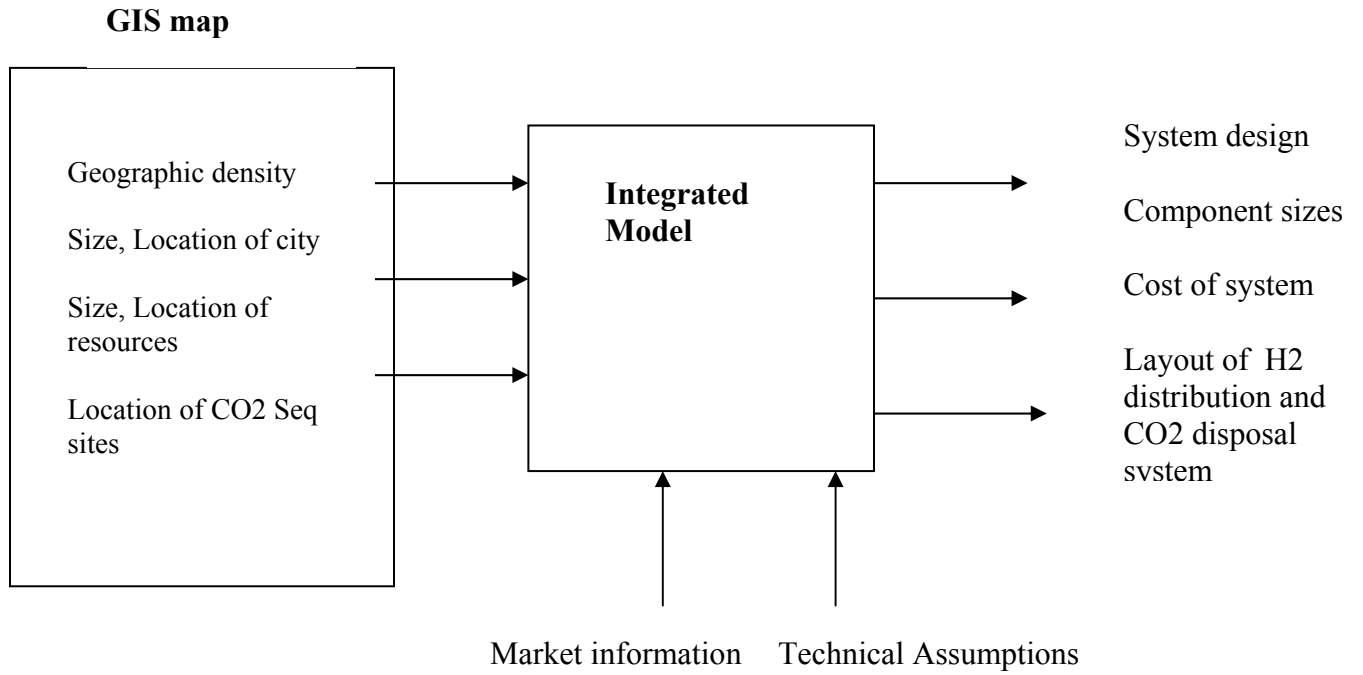 GIS map
Geographic density
Size, Location of city
Size, Location of
resources
Location of CO2 Seq
sites
Integrated
Model
System design
Component sizes
Cost of system
Layout of H2
distribution and
CO2 disposal
system
Market information
Technical Assumptions